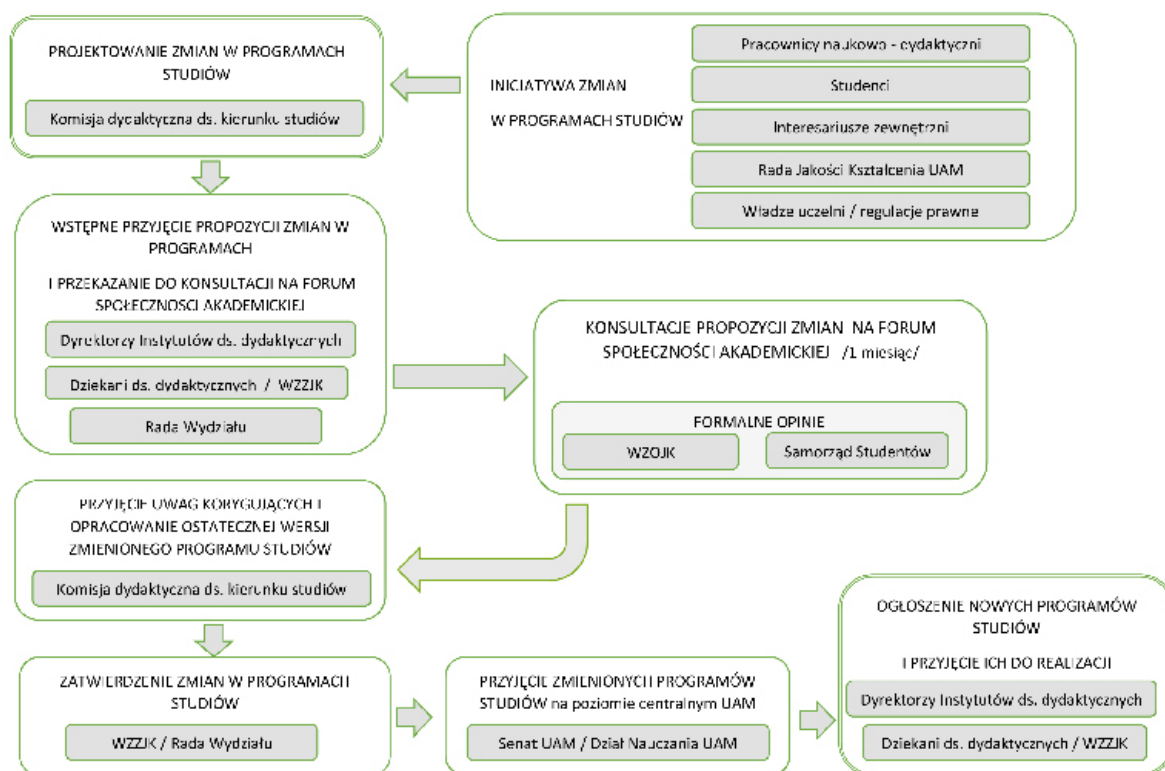 PROJEKTOWANIE ZMIAN W PROGRAMACH
STUDIÓW
Komisja dydaktyczna ds. kierunku studiów
INICJATYWA ZMIAN
W PROGRAMACH STUDIÓW
Pracownicy naukowo - dydaktyczni
Studenci
Interesariusze zewnętrzni
Rada Jakości Kształcenia UAM
Władze uczelni / regulacje prawne
WSTĘPNE PRZYJĘCIE PROPOZYCJI ZMIAN W
PROGRAMACH
I PRZEKAZANIE DO KONSULTACJI NA FORUM
SPOŁECZNOŚCI AKADEMICKIEJ
Dyrektorzy Instytutów ds. dydaktycznych
Dziekani ds. dydaktycznych / WZZJK
Rada Wydziału
KONSULTACJE PROPOZYCJI ZMIAN NA FORUM
SPOŁECZNOŚCI AKADEMICKIEJ /1 miesiąc/
FORMALNE OPINIE
WZOJK
Samorząd Studentów
PRZYJĘCIE UWAG KORYGUJĄCYCH I
OPRACOWANIE OSTATECZNEJ WERSJI
ZMIENIONEGO PROGRAMU STUDIÓW
Komisja dydaktyczna ds. kierunku studiów
ZATWIERDZENIE ZMIAN W PROGRAMACH
STUDIÓW
WZZJK / Rada Wydziału
PRZYJĘCIE ZMIENIONYCH PROGRAMÓW
STUDIÓW na poziomie centralnym UAM
Senat UAM / Dział Nauczania UAM
OGŁOSZENIE NOWYCH PROGRAMÓW
STUDIÓW
I PRZYJĘCIE ICH DO REALIZACJI
Dyrektorzy Instytutów ds. dydaktycznych
Dziekani ds. dydaktycznych / WZZJK